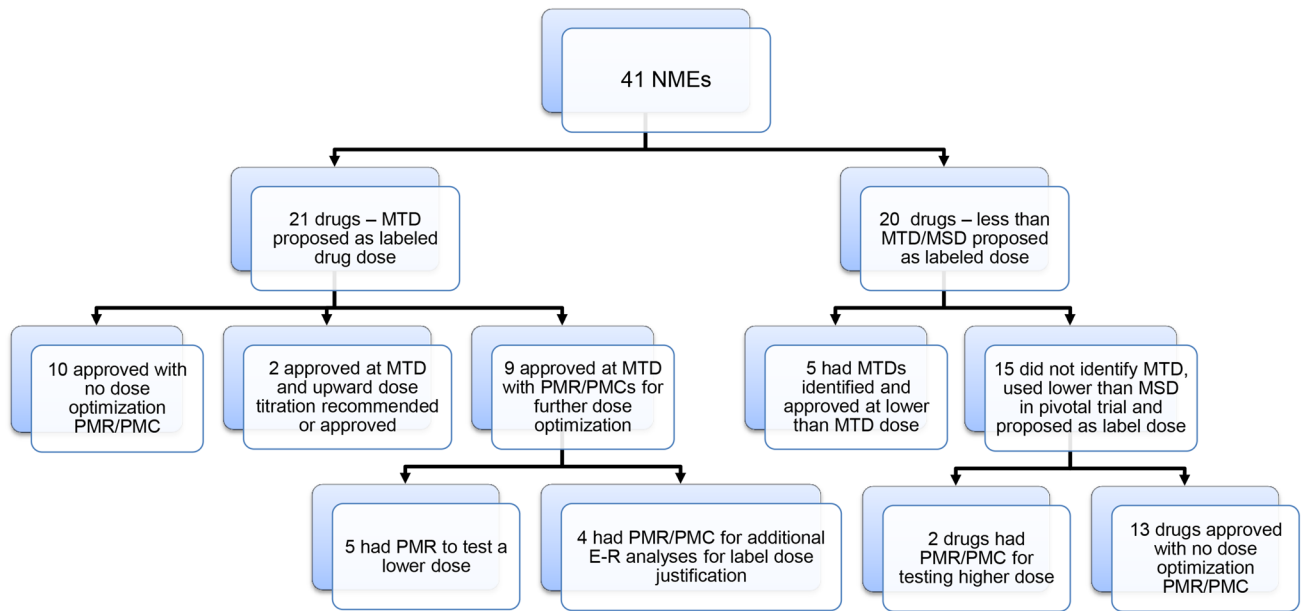 41 NMEs
21 drugs – MTD
proposed as labeled
drug dose
20 drugs – less than
MTD/MSD proposed
as labeled dose
10 approved with
no dose
optimization
PMR/PMC
2 approved at MTD
and upward dose
titration recommended
or approved
9 approved at MTD
with PMR/PMCs for
further dose
optimization
5 had MTDs
identified and
approved at lower
than MTD dose
15 did not identify MTD,
used lower than MSD
in pivotal trial and
proposed as label dose
5 had PMR to test a
lower dose
4 had PMR/PMC for additional
E-R analyses for label dose
justification
2 drugs had
PMR/PMC for
testing higher dose
13 drugs approved
with no dose
optimization
PMR/PMC